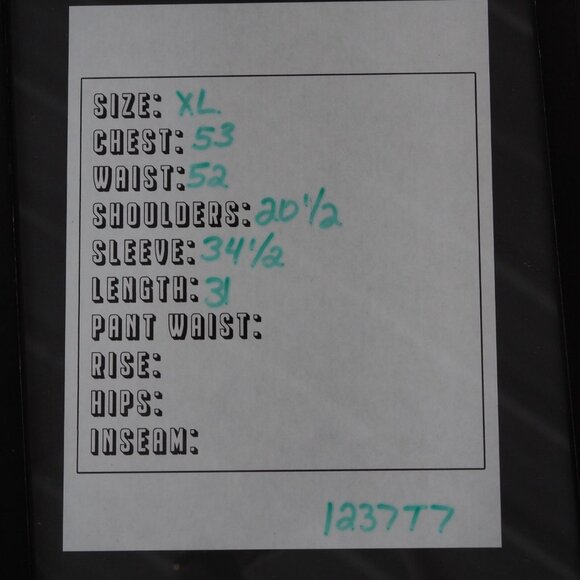 SIZE: XL.
CHEST: 53
WAIST: 52
SHOULDERS: 20 1/2
SLEEVE: 34 1/2
LENGTH: 31
PANT WAIST:
RISE:
HIPS:
INSEAM:
1237T7